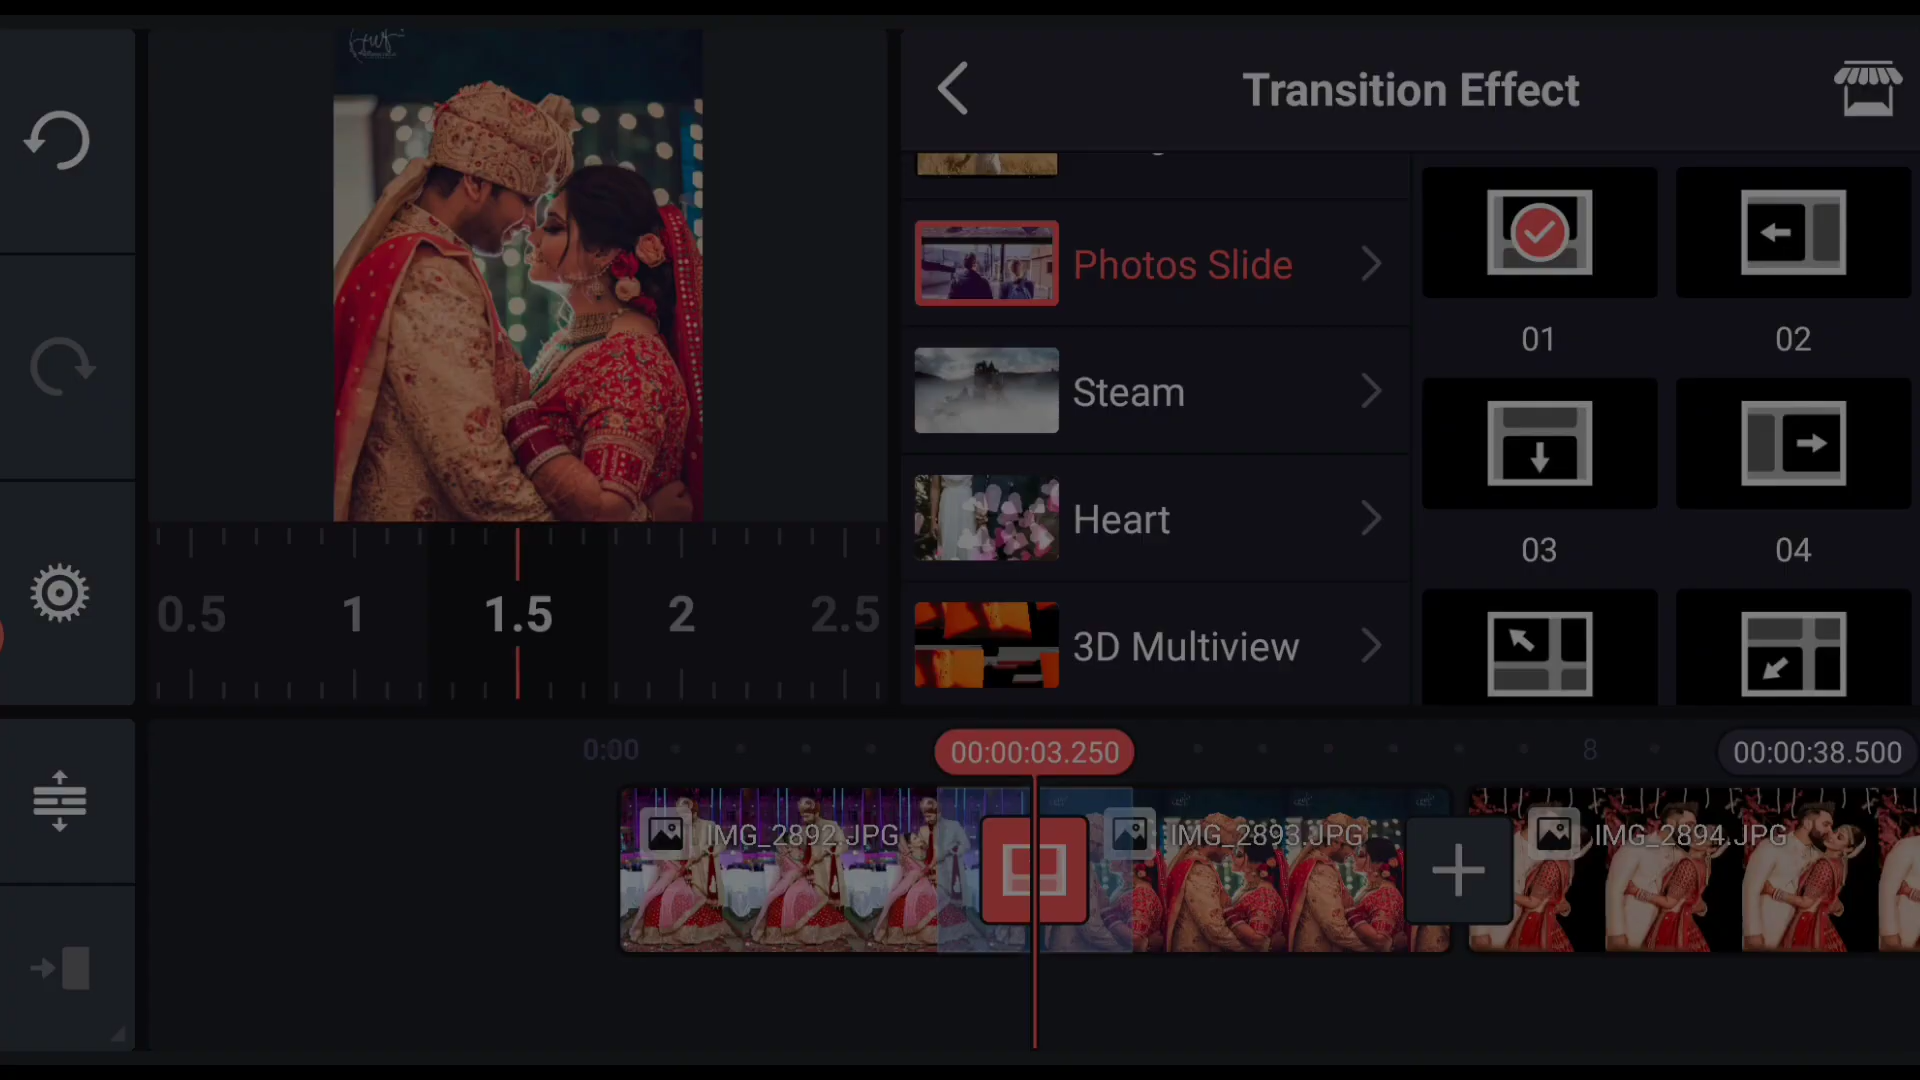 Transition Effect
Photos Slide
Steam
Heart
3D Multiview
01
02
03
04
0.5
1
1.5
2
2.5
0:00
00:00:03.250
8
00:00:38.500
IMG_2892.JPG
IMG_2893.JPG
IMG_2894.JPG